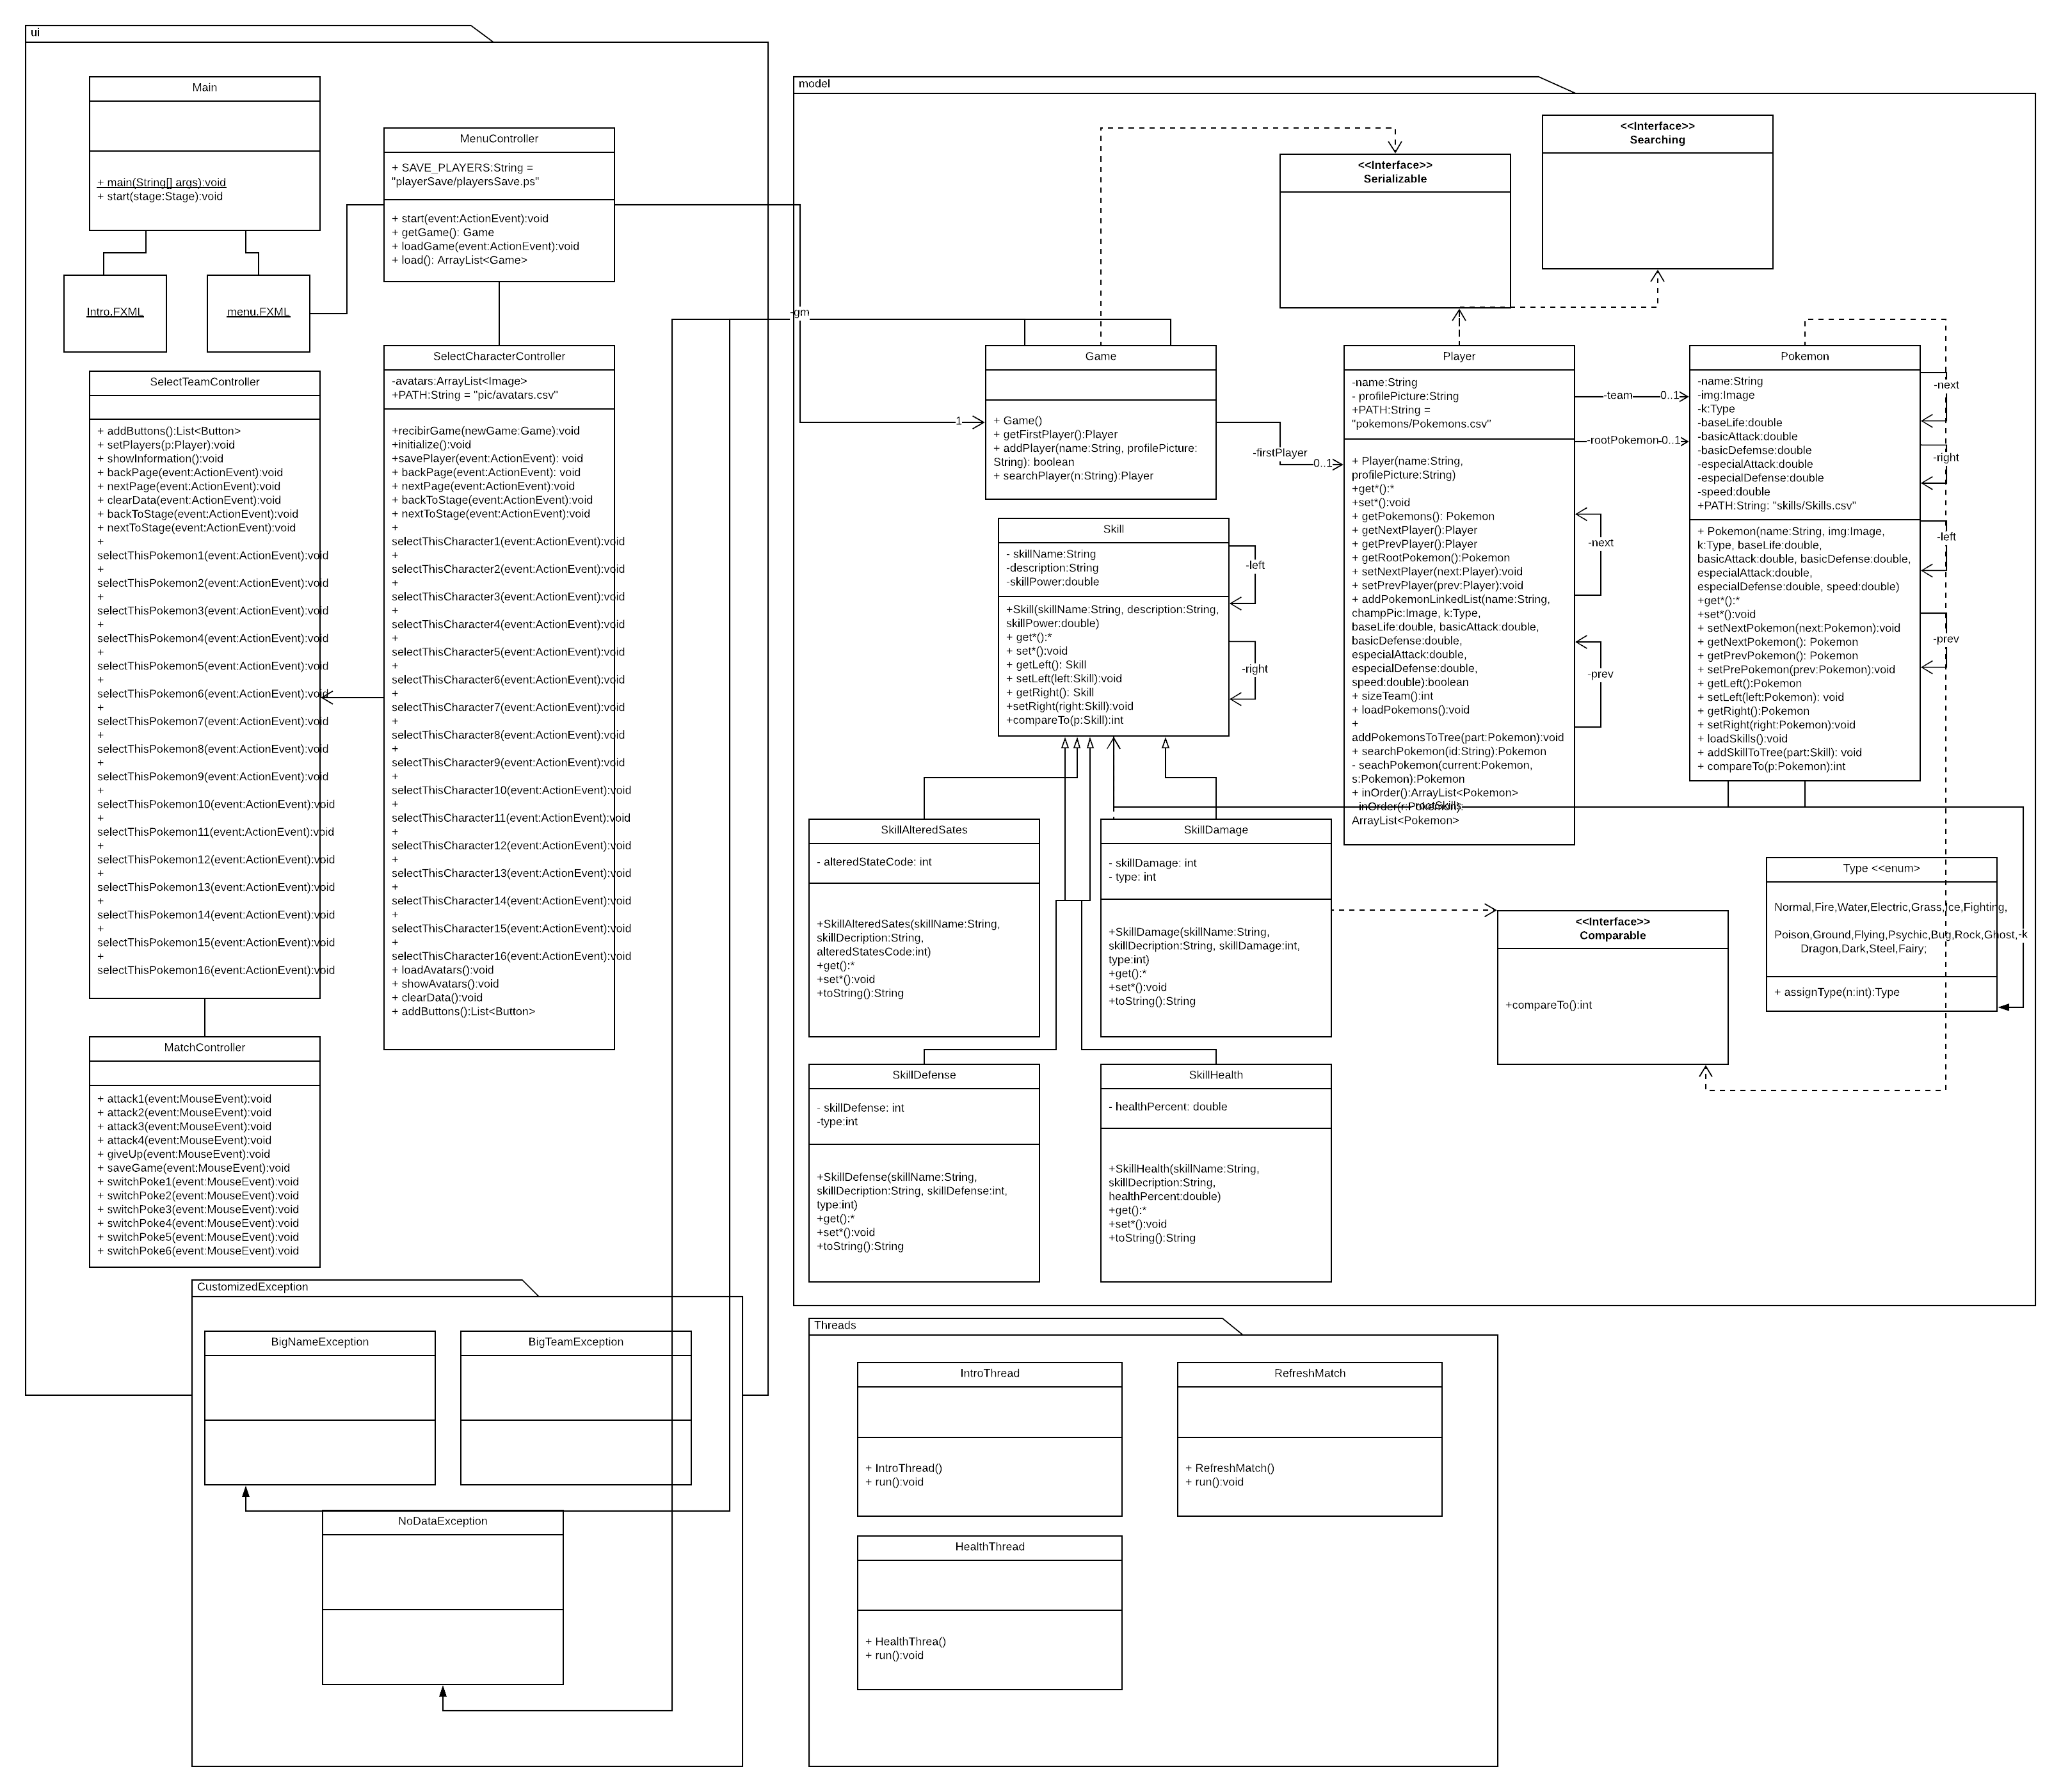 ui
Main
+ main(String[] args):void
+ start(stage:Stage):void
Intro.FXML
menu.FXML
MenuController
+ SAVE_PLAYERS:String =
"playerSave/playersSave.ps"
+ start(event:ActionEvent):void
+ getGame(): Game
+ loadGame(event:ActionEvent):void
+ load(): ArrayList<Game>
SelectTeamController
+ addButtons():List<Button>
+ setPlayers(p:Player):void
+ showInformation():void
+ backPage(event:ActionEvent):void
+ nextPage(event:ActionEvent):void
+ clearData(event:ActionEvent):void
+ backToStage(event:ActionEvent):void
+ nextToStage(event:ActionEvent):void
+
selectThisPokemon1(event:ActionEvent):void
+
selectThisPokemon2(event:ActionEvent):void
+
selectThisPokemon3(event:ActionEvent):void
+
selectThisPokemon4(event:ActionEvent):void
+
selectThisPokemon5(event:ActionEvent):void
+
selectThisPokemon6(event:ActionEvent):void
+
selectThisPokemon7(event:ActionEvent):void
+
selectThisPokemon8(event:ActionEvent):void
+
selectThisPokemon9(event:ActionEvent):void
+
selectThisPokemon10(event:ActionEvent):void
+
selectThisPokemon11(event:ActionEvent):void
+
selectThisPokemon12(event:ActionEvent):void
+
selectThisPokemon13(event:ActionEvent):void
+
selectThisPokemon14(event:ActionEvent):void
+
selectThisPokemon15(event:ActionEvent):void
+
selectThisPokemon16(event:ActionEvent):void
SelectCharacterController
-avatars:ArrayList<Image>
+PATH:String = "pic/avatars.csv"
+recibirGame(newGame:Game):void
+initialize():void
+savePlayer(event:ActionEvent): void
+ backPage(event:ActionEvent): void
+ nextPage(event:ActionEvent):void
+ backToStage(event:ActionEvent):void
+ nextToStage(event:ActionEvent):void
+
selectThisCharacter1(event:ActionEvent):void
+
selectThisCharacter2(event:ActionEvent):void
+
selectThisCharacter3(event:ActionEvent):void
+
selectThisCharacter4(event:ActionEvent):void
+
selectThisCharacter5(event:ActionEvent):void
+
selectThisCharacter6(event:ActionEvent):void
+
selectThisCharacter7(event:ActionEvent):void
+
selectThisCharacter8(event:ActionEvent):void
+
selectThisCharacter9(event:ActionEvent):void
+
selectThisCharacter10(event:ActionEvent):void
+
selectThisCharacter11(event:ActionEvent):void
+
selectThisCharacter12(event:ActionEvent):void
+
selectThisCharacter13(event:ActionEvent):void
+
selectThisCharacter14(event:ActionEvent):void
+
selectThisCharacter15(event:ActionEvent):void
+
selectThisCharacter16(event:ActionEvent):void
+ loadAvatars():void
+ showAvatars():void
+ clearData():void
+ addButtons():List<Button>
MatchController
+ attack1(event:MouseEvent):void
+ attack2(event:MouseEvent):void
+ attack3(event:MouseEvent):void
+ attack4(event:MouseEvent):void
+ giveUp(event:MouseEvent):void
+ saveGame(event:MouseEvent):void
+ switchPoke1(event:MouseEvent):void
+ switchPoke2(event:MouseEvent):void
+ switchPoke3(event:MouseEvent):void
+ switchPoke4(event:MouseEvent):void
+ switchPoke5(event:MouseEvent):void
+ switchPoke6(event:MouseEvent):void
CustomizedException
BigNameException
BigTeamException
NoDataException
model
<<Interface>>
Serializable
<<Interface>>
Searching
-gm
1
Game
+ Game()
+ getFirstPlayer():Player
+ addPlayer(name:String, profilePicture:
String): boolean
+ searchPlayer(n:String):Player
-firstPlayer
0..1
Player
-name:String
- profilePicture:String
+PATH:String =
"pokemons/Pokemons.csv"
+ Player(name:String,
profilePicture:String)
+get*():*
+set*():void
+ getPokemons(): Pokemon
+ getNextPlayer():Player
+ getPrevPlayer():Player
+ getRootPokemon():Pokemon
+ setNextPlayer(next:Player):void
+ setPrevPlayer(prev:Player):void
+ addPokemonLinkedList(name:String,
champPic:Image, k:Type,
baseLife:double, basicAttack:double,
basicDefense:double,
especialAttack:double,
especialDefense:double,
speed:double):boolean
+ sizeTeam():int
+ loadPokemons():void
+
addPokemonsToTree(part:Pokemon):void
+ searchPokemon(id:String):Pokemon
- seachPokemon(current:Pokemon,
s:Pokemon):Pokemon
+ inOrder():ArrayList<Pokemon>
inOrder(r:Pokemon):
ArrayList<Pokemon>
-rootSkill
-next
-prev
-team
0..1
-rootPokemon
0..1
Pokemon
-name:String
-img:Image
-k:Type
-baseLife:double
-basicAttack:double
-basicDefemse:double
-especialAttack:double
-especialDefense:double
-speed:double
+PATH:String: "skills/Skills.csv"
+ Pokemon(name:String, img:Image,
k:Type, baseLife:double,
basicAttack:double, basicDefense:double,
especialAttack:double,
especialDefense:double, speed:double)
+get*():*
+set*():void
+ setNextPokemon(next:Pokemon):void
+ getNextPokemon(): Pokemon
+ getPrevPokemon(): Pokemon
+ setPrePokemon(prev:Pokemon):void
+ getLeft():Pokemon
+ setLeft(left:Pokemon): void
+ getRight():Pokemon
+ setRight(right:Pokemon):void
+ loadSkills():void
+ addSkillToTree(part:Skill): void
+ compareTo(p:Pokemon):int
-next
-right
-left
-prev
Skill
- skillName:String
-description:String
-skillPower:double
+Skill(skillName:String, description:String,
skillPower:double)
+ get*():*
+ set*():void
+ getLeft(): Skill
+ setLeft(left:Skill):void
+ getRight(): Skill
+setRight(right:Skill):void
+compareTo(p:Skill):int
-left
-right
SkillAlteredSates
- alteredStateCode: int
+SkillAlteredSates(skillName:String,
skillDecription:String,
alteredStatesCode:int)
+get():*
+set*():void
+toString():String
SkillDamage
- skillDamage: int
- type: int
+SkillDamage(skillName:String,
skillDecription:String, skillDamage:int,
type:int)
+get():*
+set*():void
+toString():String
SkillDefense
- skillDefense: int
-type:int
+SkillDefense(skillName:String,
skillDecription:String, skillDefense:int,
type:int)
+get():*
+set*():void
+toString():String
SkillHealth
- healthPercent: double
+SkillHealth(skillName:String,
skillDecription:String,
healthPercent:double)
+get():*
+set*():void
+toString():String
<<Interface>>
Comparable
+compareTo():int
Type <<enum>>
Normal,Fire,Water,Electric,Grass,Ice,Fighting,
Poison,Ground,Flying,Psychic,Bug,Rock,Ghost,
Dragon,Dark,Steel,Fairy;
+ assignType(n:int):Type
-k
Threads
IntroThread
+ IntroThread()
+ run():void
RefreshMatch
+ RefreshMatch()
+ run():void
HealthThread
+ HealthThrea()
+ run():void